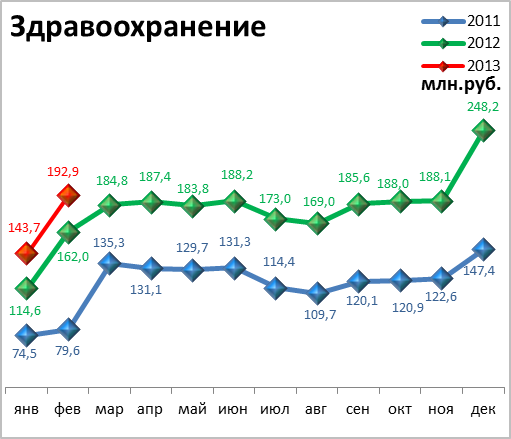 Здравоохранение
2011
2012
2013
млн.руб.
248,2
192,9
184,8 187,4 183,8 188,2 173,0 169,0 185,6 188,0 188,1
143,7
162,0
135,3 129,7 131,3 114,4
114,6
131,1 109,7 120,1 120,9 122,6 147,4
74,5 79,6
янв фев мар апр май июн июл авг сен окт ноя дек